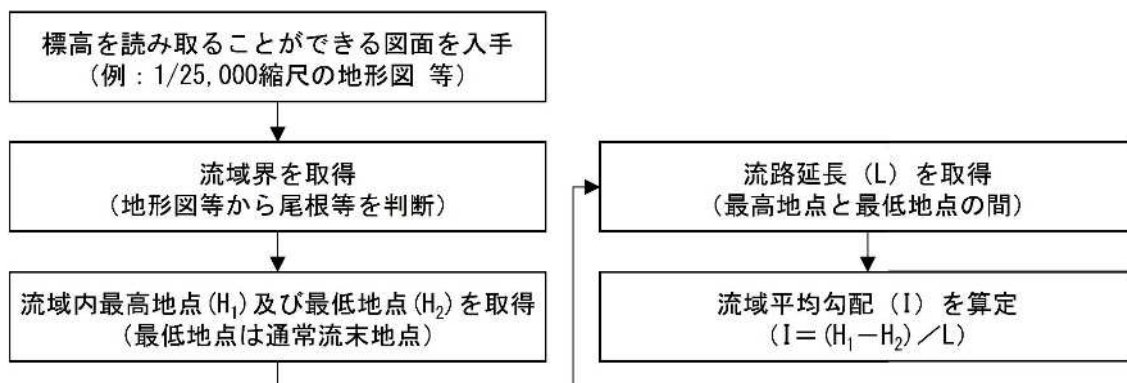 標高を読み取ることができる図面を入手
（例：1/25,000縮尺の地形図 等）
流域界を取得
（地形図等から尾根等を判断）
流域内最高地点(H₁)及び最低地点(H₂)を取得
（最低地点は通常流末地点）
流路延長（L）を取得
（最高地点と最低地点の間）
流域平均勾配（I）を算定
（I＝(H₁−H₂)／L）